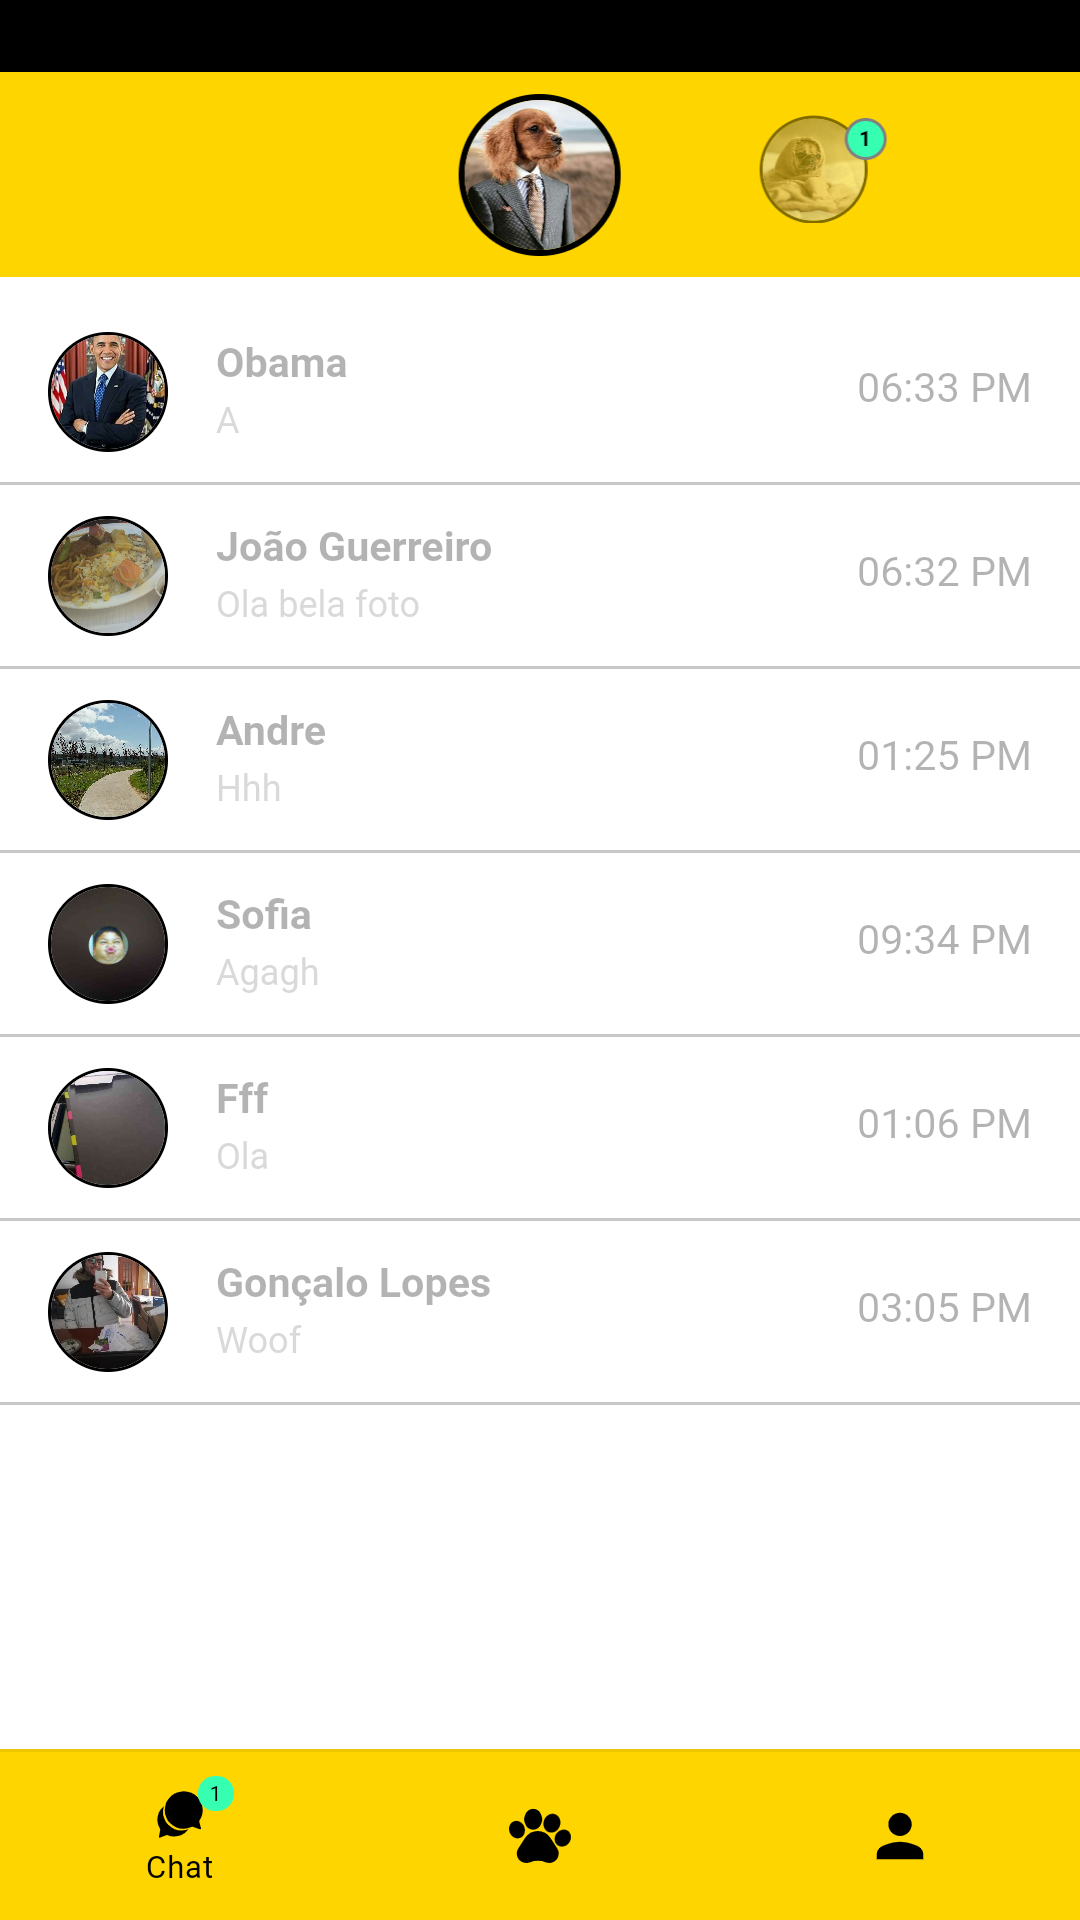 1
Obama
A
06:33 PM
João Guerreiro
Ola bela foto
06:32 PM
Andre
Hhh
01:25 PM
Sofia
Agagh
09:34 PM
Fff
Ola
01:06 PM
Gonçalo Lopes
Woof
03:05 PM
1
Chat